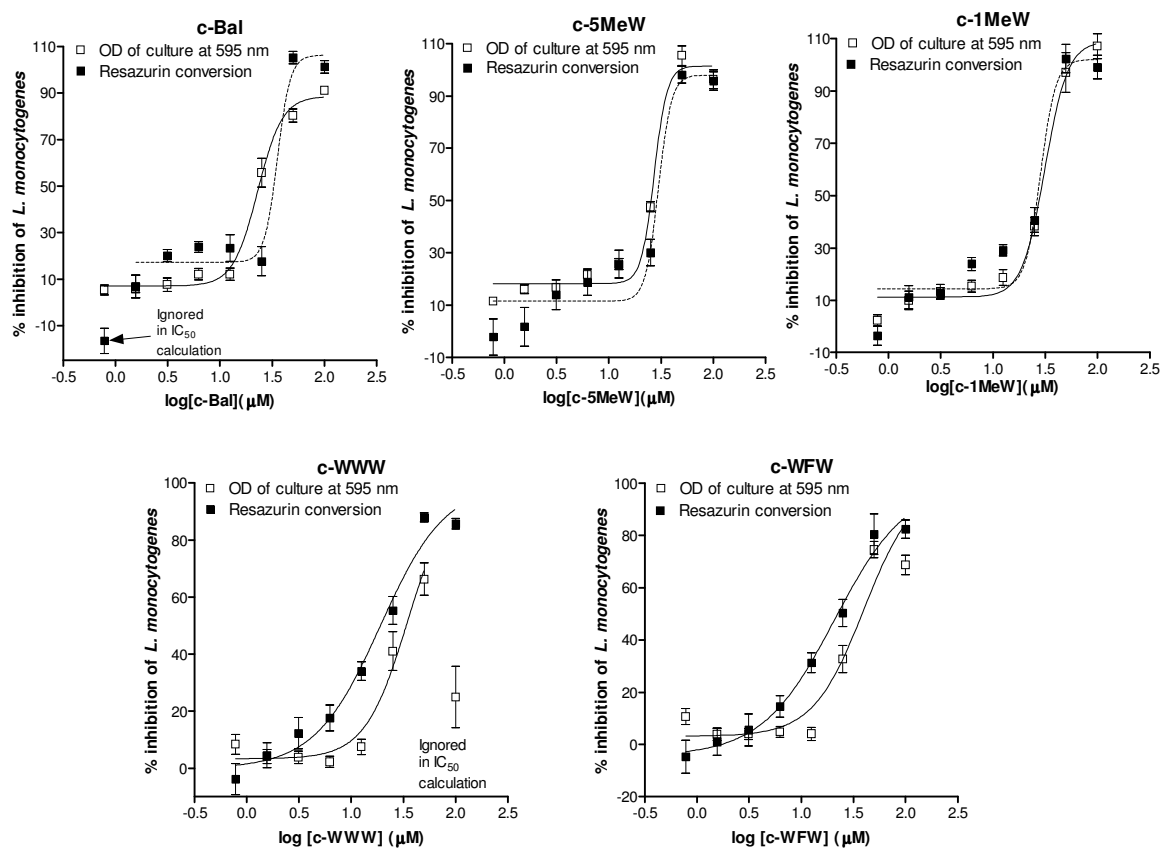 c-Bal
OD of culture at 595 nm
Resazurin conversion
% inhibition of L. monocytogenes
110
90
70
50
30
10
-10
Ignored
in IC50
calculation
-0.5 0.0 0.5 1.0 1.5 2.0 2.5
log[c-Bal](µM)
c-5MeW
OD of culture at 595 nm
Resazurin conversion
% inhibition of L. monocytogenes
110
90
70
50
30
10
-10
-0.5 0.0 0.5 1.0 1.5 2.0 2.5
log[c-5MeW](µM)
c-1MeW
OD of culture at 595 nm
Resazurin conversion
% inhibition of L. monocytogenes
110
90
70
50
30
10
-10
-0.5 0.0 0.5 1.0 1.5 2.0 2.5
log[c-1MeW](µM)
c-WWW
OD of culture at 595 nm
Resazurin conversion
% inhibition of L. monocytogenes
100
80
60
40
20
0
-10
Ignored
in IC50
calculation
-0.5 0.0 0.5 1.0 1.5 2.0 2.5
log [c-WWW] (µM)
c-WFW
OD of culture at 595 nm
Resazurin conversion
% inhibition of L. monocytogenes
100
80
60
40
20
0
-20
-0.5 0.0 0.5 1.0 1.5 2.0 2.5
log [c-WFW] (µM)